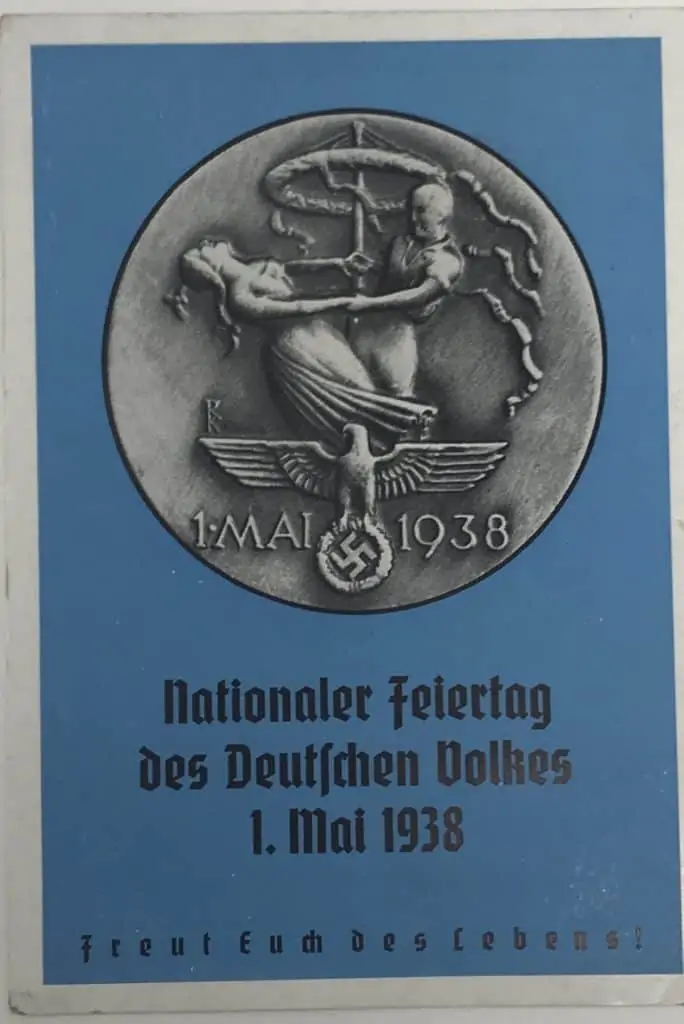 1·MAI 1938
Nationaler Feiertag
des Deutſchen Volkes
1. Mai 1938
Freut Euch des Lebens!